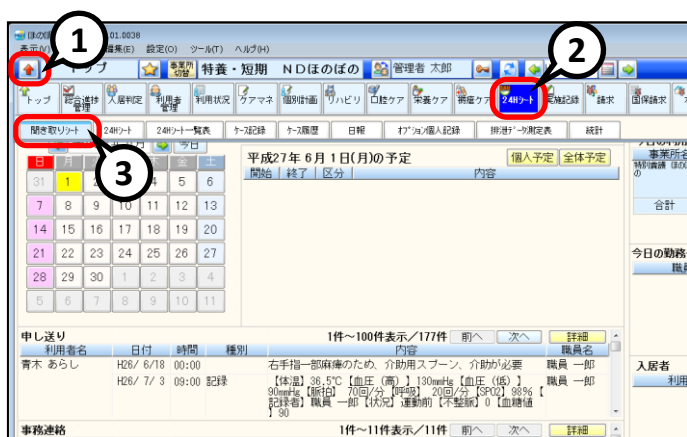 1
2
3
.01.0038
表示(V)
編集(E) 設定(O) ツール(T) ヘルプ(H)
トップ
事業所切替
特養・短期 NDほのぼの
管理者 太郎
トップ
総合進捗管理
入居判定
利用者管理
利用状況
ケアマネ
個別計画
リハビリ
口腔ケア
栄養ケア
褥瘡ケア
24Hシート
実施記録
請求
国保請求
聞き取りシート
24Hシート
24Hシート一覧表
ケース記録
ケース履歴
日報
オプション個人記録
排泄データ測定表
統計
今日
日 月 金 土
31 1 2 4 5 6
7 8 9 10 11 12 13
14 15 16 17 18 19 20
21 22 23 24 25 26 27
28 29 30 1 2 3 4
5 6 7 8 9 10 11
平成27年 6月 1日(月)の予定
個人予定 全体予定
開始 終了 区分 内容
事業所名
合計
今日の勤務
職員
入居者
利用
申し送り 1件～100件表示／177件 前へ 次へ 詳細
利用者名 日付 時間 種別 内容 職員名
青木 あらし H26/ 6/18 00:00 右手指一部麻痺のため、介助用スプーン、介助が必要 職員 一郎
H26/ 7/ 3 09:00 記録 【体温】36.5℃【血圧（高）】130mmHg【血圧（低）】 職員 一郎
90mmHg【脈拍】70回/分【呼吸】20回/分【SPO2】98%【
記録者】職員 一郎【状況】運動前【不整脈】0【血糖値
】90
事務連絡 1件～11件表示／11件 前へ 次へ 詳細